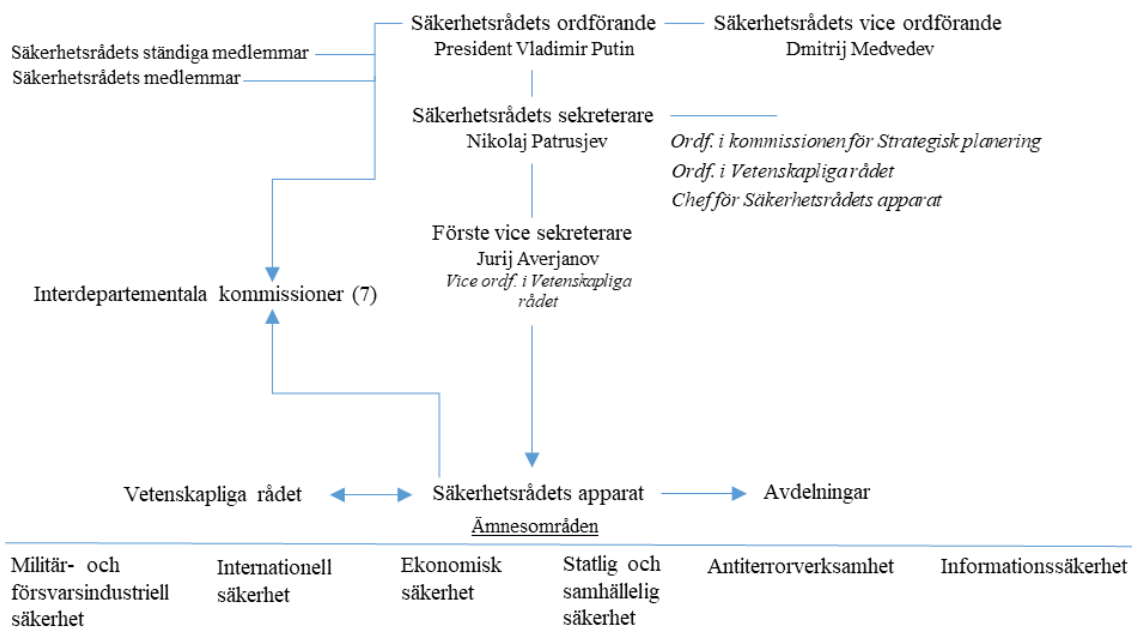 Säkerhetsrådets ordförande
President Vladimir Putin
Säkerhetsrådets vice ordförande
Dmitrij Medvedev
Säkerhetsrådets ständiga medlemmar
Säkerhetsrådets medlemmar
Säkerhetsrådets sekreterare
Nikolaj Patrusjev
Ordf. i kommissionen för Strategisk planering
Ordf. i Vetenskapliga rådet
Chef för Säkerhetsrådets apparat
Förste vice sekreterare
Jurij Averjanov
Vice ordf. i Vetenskapliga
rådet
Interdepartementala kommissioner (7)
Vetenskapliga rådet
Säkerhetsrådets apparat
Avdelningar
Ämnesområden
Militär- och
försvarsindustriell
säkerhet
Internationell
säkerhet
Ekonomisk
säkerhet
Statlig och
samhällelig
säkerhet
Antiterrorverksamhet
Informationssäkerhet